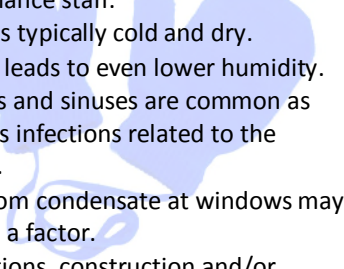 ance staff.
s typically cold and dry.
leads to even lower humidity.
s and sinuses are common as
s infections related to the
om condensate at windows may
a factor.
tions, construction and/or